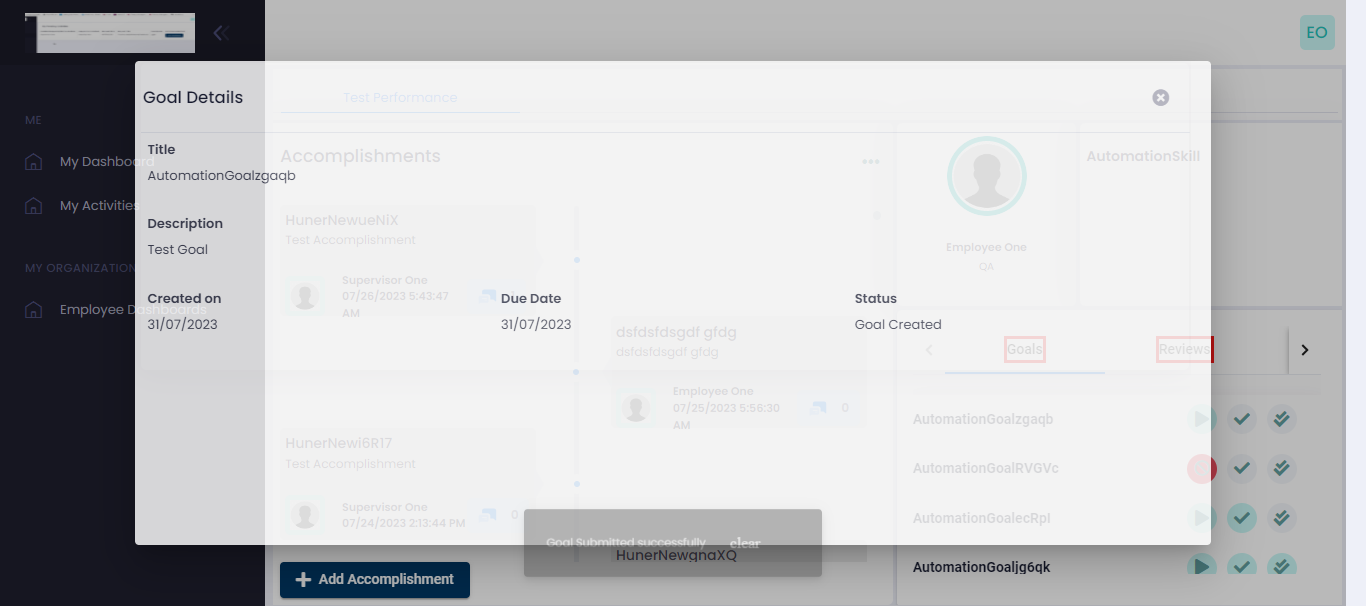 EO
Goal Details
Test Performance
ME
Title
Accomplishments
AutomationSkill
My Dashboard
AutomationGoalzgaqb
My Activities
HunerNewueNiX
Description
Test Accomplishment
Test Goal
Employee One
QA
MY ORGANIZATION
Supervisor One
07/26/2023 5:43:47
AM
Created on
Due Date
Status
Employee Dashboards
31/07/2023
31/07/2023
Goal Created
dsfdsfdsgdf gfdg
dsfdsfdsgdf gfdg
Goals
Reviews
Employee One
07/25/2023 5:56:30
AM
0
AutomationGoalzgaqb
HunerNewi6R17
Test Accomplishment
AutomationGoalRVGVc
Supervisor One
07/24/2023 2:13:44 PM
0
AutomationGoalecRpI
Goal Submitted successfully
clear
HunerNewgnaXQ
Add Accomplishment
AutomationGoaljg6qk